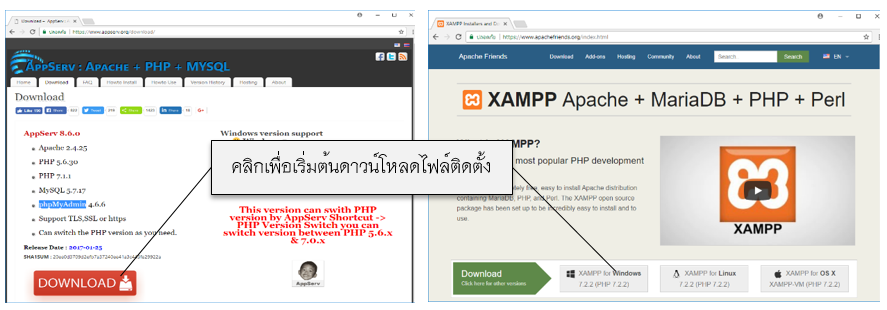 Download – AppServ
ปลอดภัย | https://www.appserv.org/download/
APPSERV : APACHE + PHP + MYSQL
Home Download FAQ Howto Install Howto Use Version History Hosting About
Download
AppServ 8.6.0
Apache 2.4.25
PHP 5.6.30
PHP 7.1.1
MySQL 5.7.17
phpMyAdmin 4.6.6
Support TLS,SSL or https
Can switch the PHP version as you need.
Release Date : 2017-01-25
DOWNLOAD
Windows version support
This version can swith PHP
version by AppServ Shortcut ->
PHP Version Switch you can
switch version between PHP 5.6.x
& 7.0.x
AppServ
คลิกเพื่อเริ่มต้นดาวน์โหลดไฟล์ติดตั้ง
XAMPP Installers and Do
ปลอดภัย | https://www.apachefriends.org/index.html
Apache Friends Download Add-ons Hosting Community About Search Search EN
XAMPP Apache + MariaDB + PHP + Perl
XAMPP?
most popular PHP development
easy to install Apache distribution
containing MariaDB, PHP, and Perl. The XAMPP open source
package has been set up to be incredibly easy to install and to
use.
XAMPP
Download
Click here for other versions
XAMPP for Windows
7.2.2 (PHP 7.2.2)
XAMPP for Linux
7.2.2 (PHP 7.2.2)
XAMPP for OS X
XAMPP-VM (PHP 7.2.2)